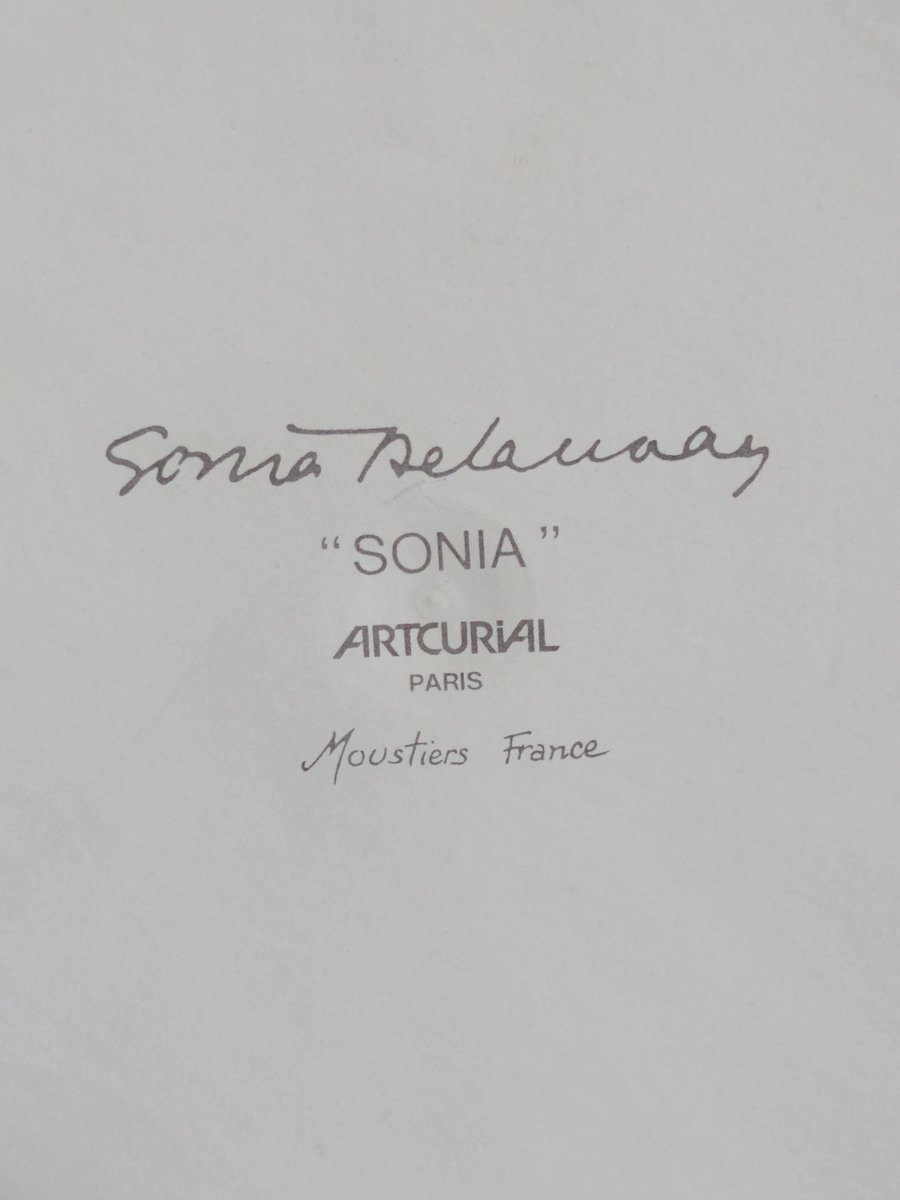 Sonia Delaunay
“SONIA”
ARTCURiAL
PARIS
Moustiers France